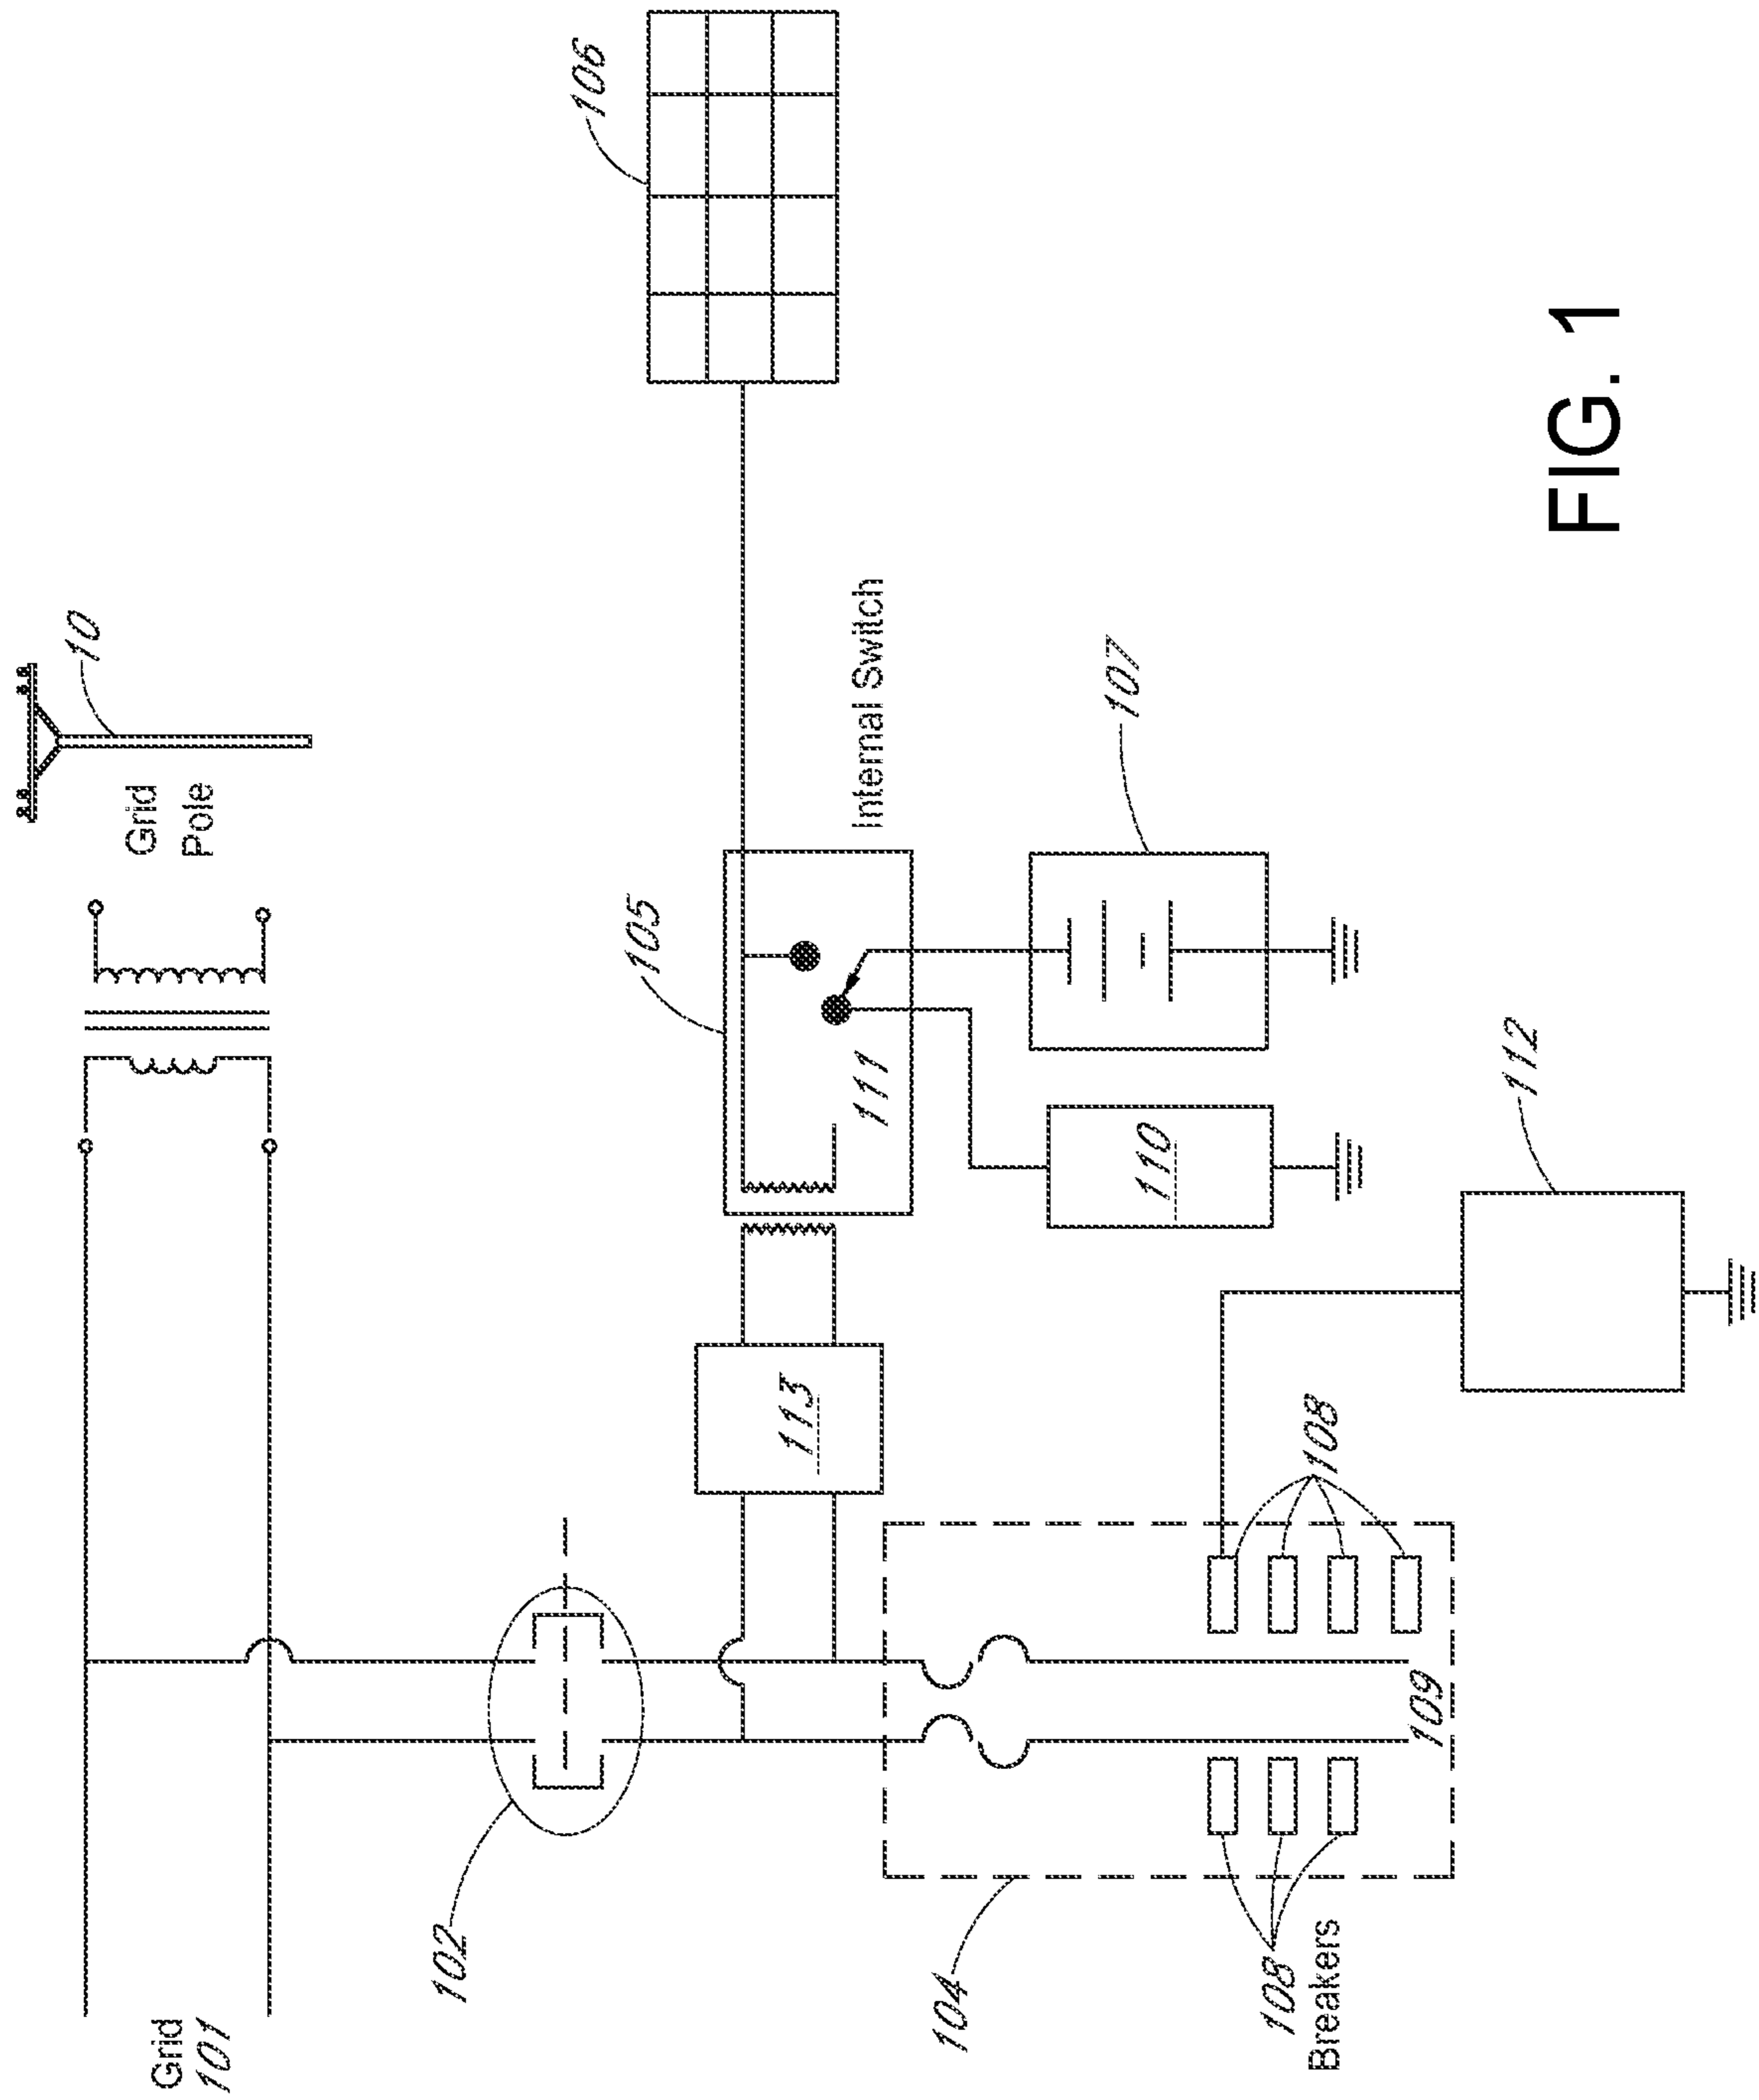 Grid
101
Grid
Pole
10
102
105
106
113
111
Internal Switch
110
107
104
108
Breakers
109
108
112
FIG. 1